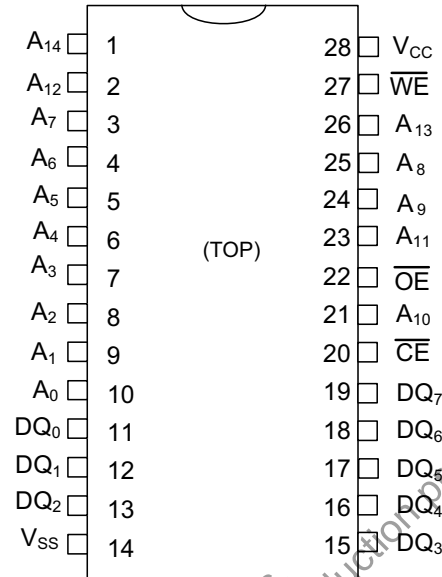 A14 1 28 VCC
A12 2 27 WE
A7 3 26 A13
A6 4 25 A8
A5 5 24 A9
A4 6 23 A11
(TOP)
A3 7 22 OE
A2 8 21 A10
A1 9 20 CE
A0 10 19 DQ7
DQ0 11 18 DQ6
DQ1 12 17 DQ5
DQ2 13 16 DQ4
VSS 14 15 DQ3